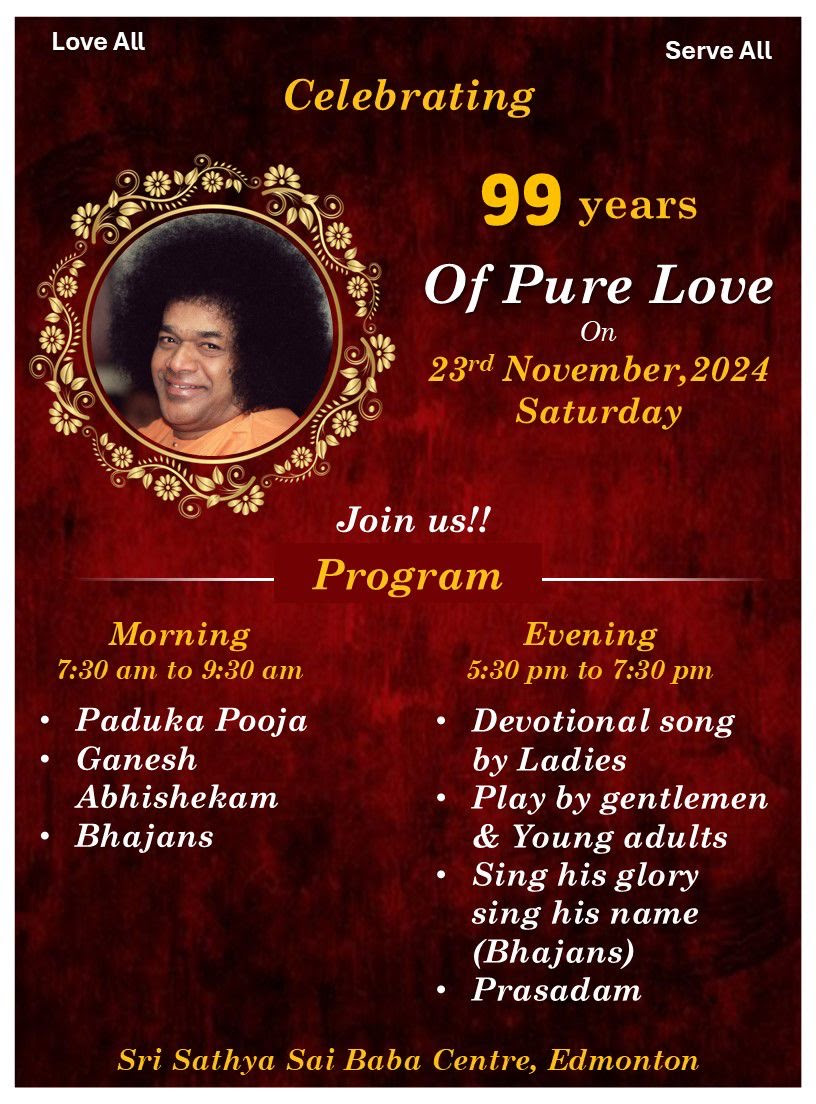 Love All
Serve All
Celebrating
99 years
Of Pure Love
On
23rd November,2024
Saturday
Join us!!
Program
Morning
7:30 am to 9:30 am
• Paduka Pooja
• Ganesh
Abhishekam
• Bhajans
Evening
5:30 pm to 7:30 pm
• Devotional song
by Ladies
• Play by gentlemen
& Young adults
• Sing his glory
sing his name
(Bhajans)
• Prasadam
Sri Sathya Sai Baba Centre, Edmonton